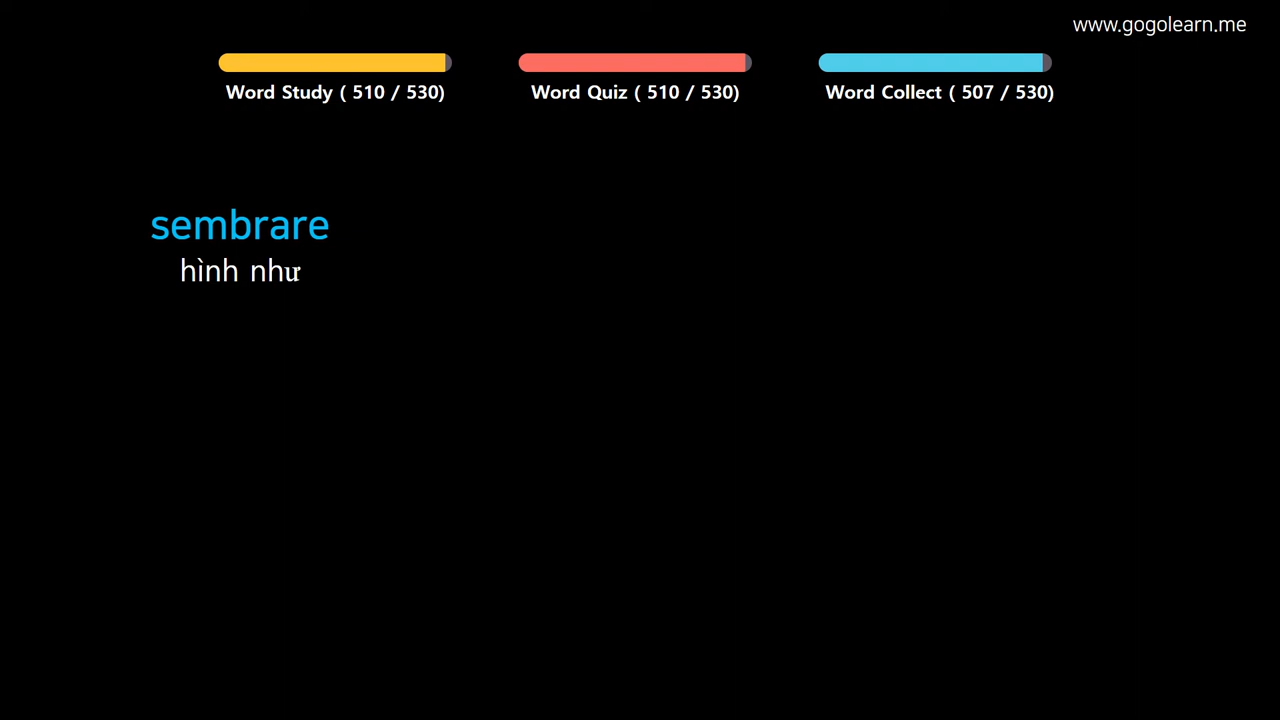 www.gogolearn.me
Word Study ( 510 / 530)
Word Quiz ( 510 / 530)
Word Collect ( 507 / 530)
sembrare
hình như